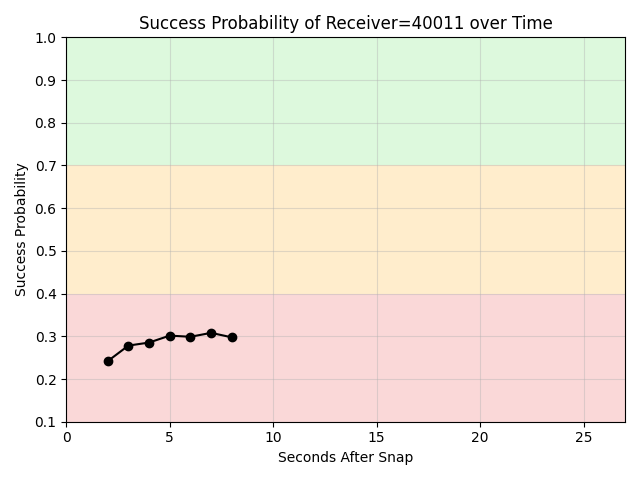 Success Probability of Receiver=40011 over Time
1.0
0.9
0.8
0.7
0.6
0.5
0.4
0.3
0.2
0.1
Success Probability
0 5 10 15 20 25
Seconds After Snap